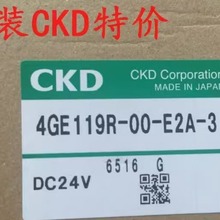 装CKD特价
CKD
CKD Corporation
MADE IN JAPAN
4GE119R-00-E2A-3
DC24V
6516 G